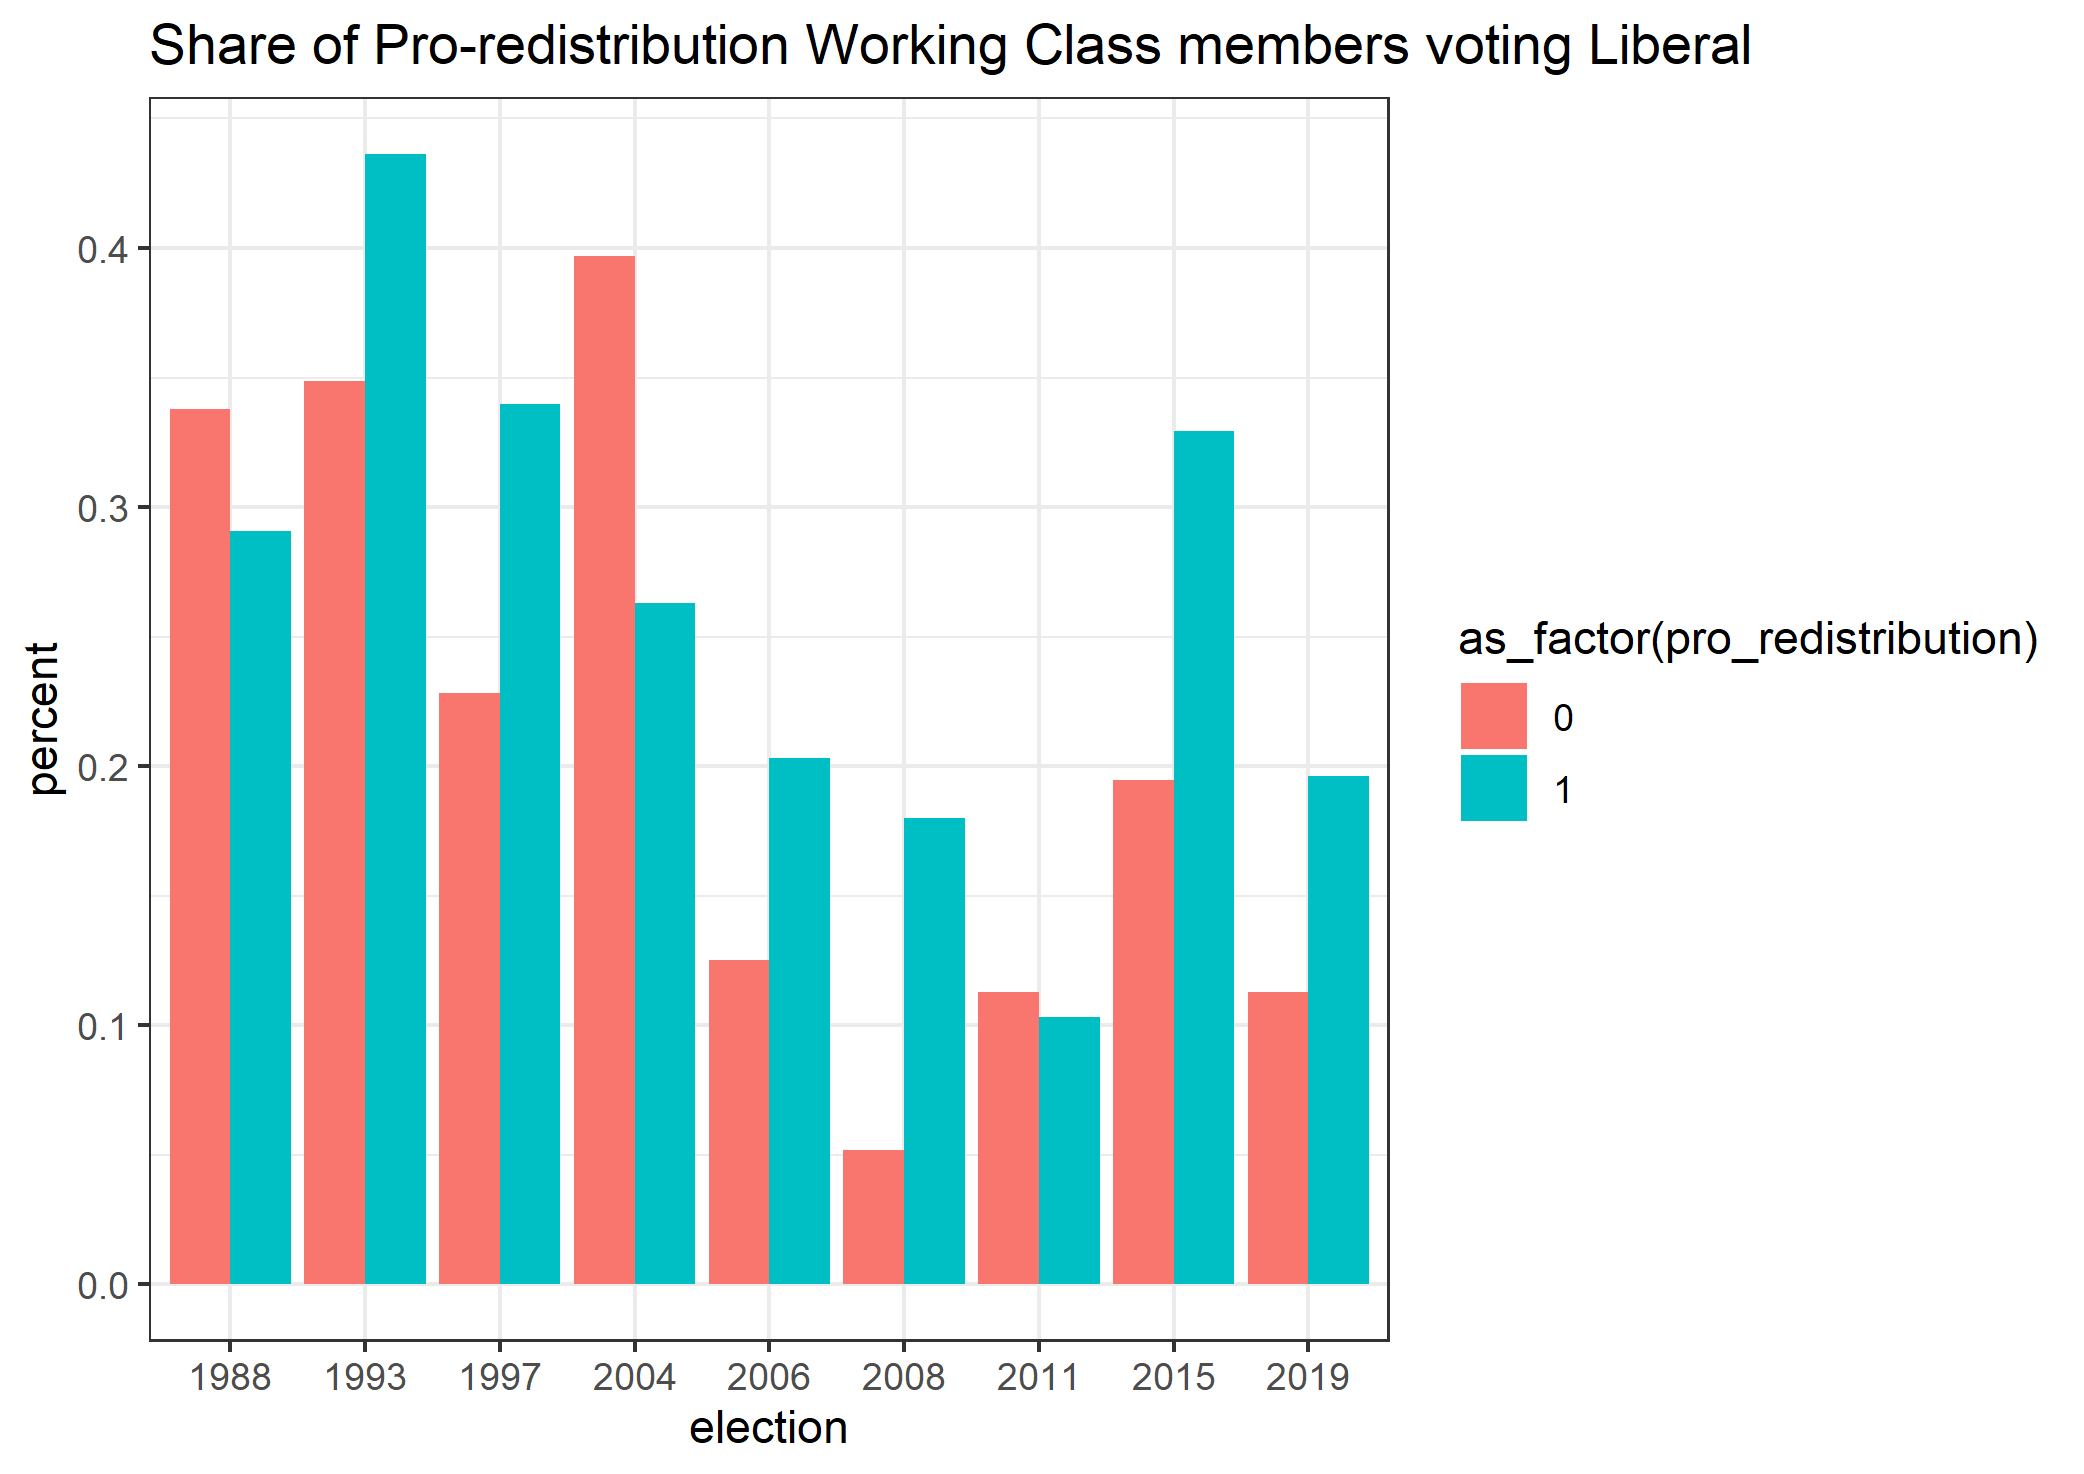 Share of Pro-redistribution Working Class members voting Liberal
percent
0.4
0.3
0.2
0.1
0.0
1988 1993 1997 2004 2006 2008 2011 2015 2019
election
as_factor(pro_redistribution)
0
1